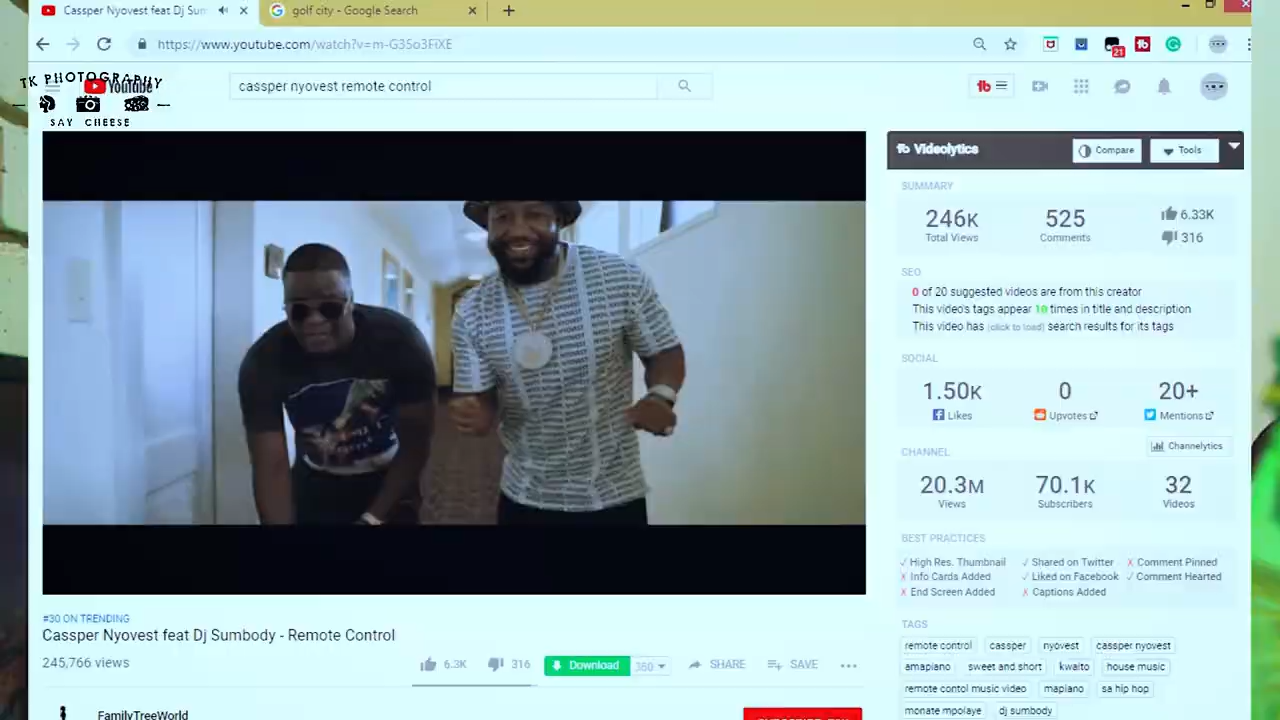 Cassper Nyovest feat Dj Sum
golf city - Google Search
https://www.youtube.com/watch?v=m-G35o3FiXE
21
TK PHOTOGRAPHY
SAY CHEESE
YouTube
cassper nyovest remote control
Videolytics
Compare
Tools
SUMMARY
246K 525 6.33K
Total Views Comments 316
SEO
0 of 20 suggested videos are from this creator
This video's tags appear 10 times in title and description
This video has (click to load) search results for its tags
SOCIAL
1.50K 0 20+
Likes Upvotes Mentions
Channelytics
CHANNEL
20.3M 70.1K 32
Views Subscribers Videos
BEST PRACTICES
√ High Res. Thumbnail √ Shared on Twitter x Comment Pinned
x Info Cards Added √ Liked on Facebook √ Comment Hearted
x End Screen Added x Captions Added
TAGS
remote control cassper nyovest cassper nyovest
amapiano sweet and short kwaito house music
remote contol music video mapiano sa hip hop
monate mpolaye dj sumbody
#30 ON TRENDING
Cassper Nyovest feat Dj Sumbody - Remote Control
245,766 views
6.3K 316 Download 360 SHARE SAVE
FamilyTreeWorld